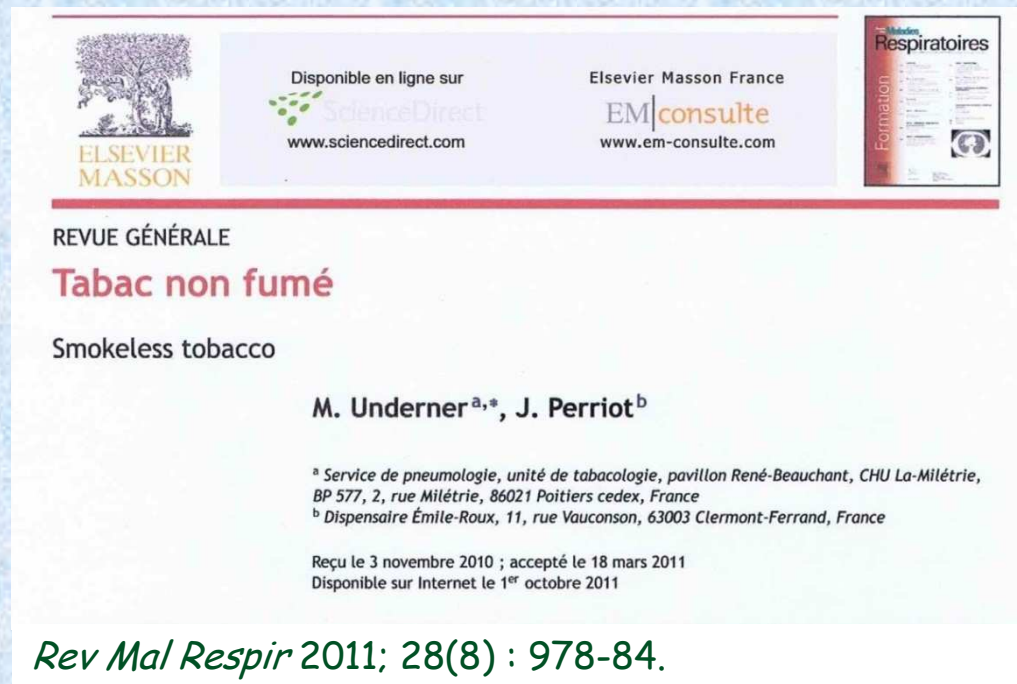 Disponible en ligne sur
ScienceDirect
www.sciencedirect.com
Elsevier Masson France
EM|consulte
www.em-consulte.com
ELSEVIER
MASSON
Maladies
Respiratoires
Formation
REVUE GÉNÉRALE
Tabac non fumé
Smokeless tobacco
M. Underner a,*, J. Perriot b
a Service de pneumologie, unité de tabacologie, pavillon René-Beauchant, CHU La-Milétrie,
BP 577, 2, rue Milétrie, 86021 Poitiers cedex, France
b Dispensaire Émile-Roux, 11, rue Vauconson, 63003 Clermont-Ferrand, France
Reçu le 3 novembre 2010 ; accepté le 18 mars 2011
Disponible sur Internet le 1er octobre 2011
Rev Mal Respir 2011; 28(8) : 978-84.